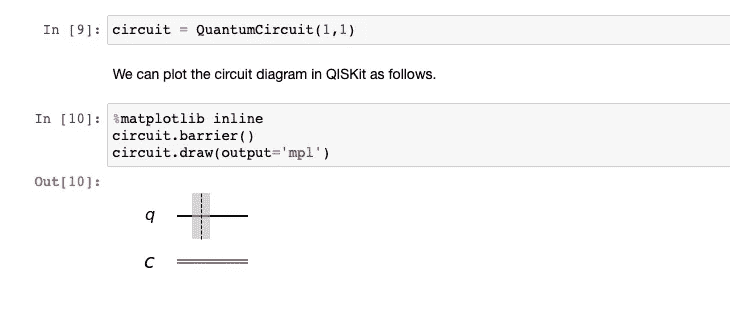 In [9]: circuit = QuantumCircuit(1,1)
We can plot the circuit diagram in QISKit as follows.
In [10]: %matplotlib inline
circuit.barrier()
circuit.draw(output='mpl')
Out[10]:
q
c